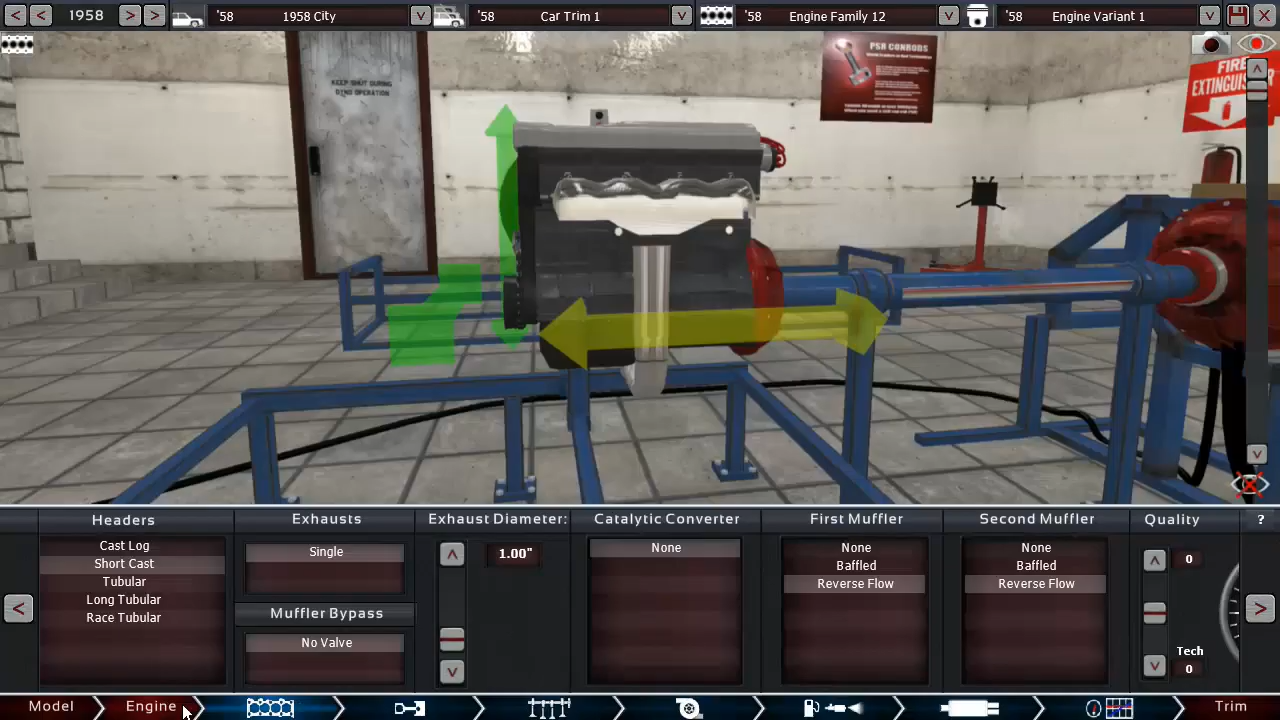 1958
'58 1958 City
'58 Car Trim 1
'58 Engine Family 12
'58 Engine Variant 1
KEEP SHUT DURING
DYNO OPERATION
PSR CONRODS
FIRE
EXTINGUISHER
Headers
Cast Log
Short Cast
Tubular
Long Tubular
Race Tubular
Exhausts
Single
Muffler Bypass
No Valve
Exhaust Diameter:
1.00"
Catalytic Converter
None
First Muffler
None
Baffled
Reverse Flow
Second Muffler
None
Baffled
Reverse Flow
Quality
0
Tech
0
?
Model
Engine
Trim